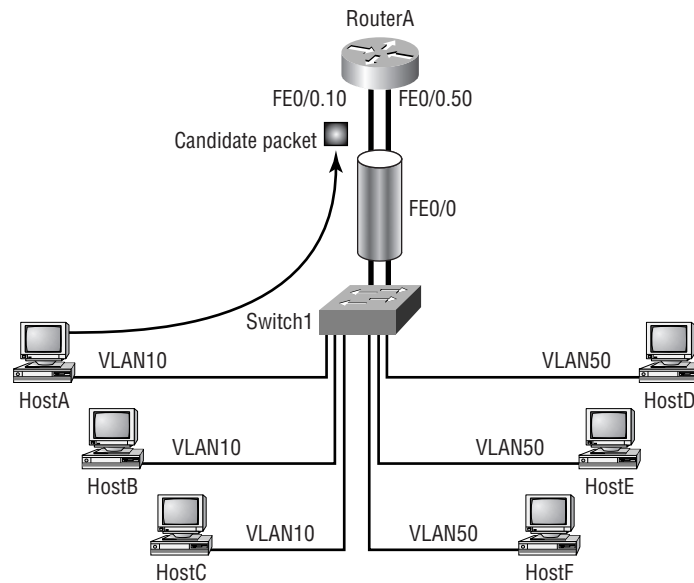 RouterA
FE0/0.10 FE0/0.50
Candidate packet
FE0/0
Switch1
VLAN10 VLAN50
HostA HostD
VLAN10 VLAN50
HostB HostE
VLAN10 VLAN50
HostC HostF